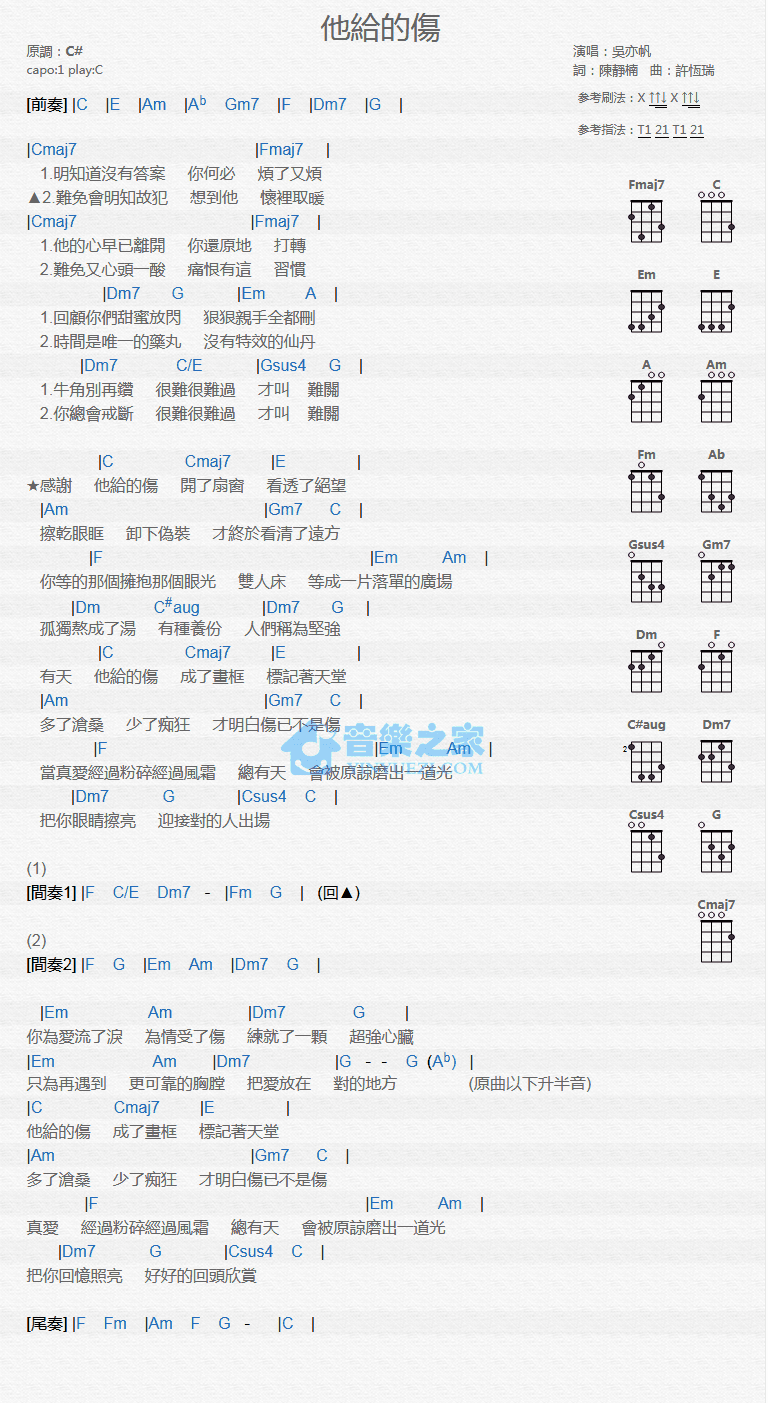 他給的傷
原調：C#
capo:1 play:C
演唱：吳亦帆
詞：陳靜楠 曲：許恆瑞
參考刷法：X ↑↑↓ X ↑↑↓
參考指法：T1 21 T1 21
[前奏] |C |E |Am |Ab Gm7 |F |Dm7 |G |
|Cmaj7 |Fmaj7 |
1.明知道沒有答案 你何必 煩了又煩
▲2.難免會明知故犯 想到他 懷裡取暖
|Cmaj7 |Fmaj7 |
1.他的心早已離開 你還原地 打轉
2.難免又心頭一酸 痛恨有這 習慣
|Dm7 G |Em A |
1.回顧你們甜蜜放閃 狠狠親手全都刪
2.時間是唯一的藥丸 沒有特效的仙丹
|Dm7 C/E |Gsus4 G |
1.牛角別再鑽 很難很難過 才叫 難關
2.你總會戒斷 很難很難過 才叫 難關
|C Cmaj7 |E |
★感謝 他給的傷 開了扇窗 看透了絕望
|Am |Gm7 C |
擦乾眼眶 卸下偽裝 才終於看清了遠方
|F |Em Am |
你等的那個擁抱那個眼光 雙人床 等成一片落單的廣場
|Dm C#aug |Dm7 G |
孤獨熬成了湯 有種養份 人們稱為堅強
|C Cmaj7 |E |
有天 他給的傷 成了畫框 標記著天堂
|Am |Gm7 C |
多了滄桑 少了痴狂 才明白傷已不是傷
|F |Em Am |
當真愛經過粉碎經過風霜 總有天 會被原諒磨出一道光
|Dm7 G |Csus4 C |
把你眼睛擦亮 迎接對的人出場
(1)
[間奏1] |F C/E Dm7 - |Fm G | (回▲)
(2)
[間奏2] |F G |Em Am |Dm7 G |
|Em Am |Dm7 G |
你為愛流了淚 為情受了傷 練就了一顆 超強心臟
|Em Am |Dm7 |G - - G (Ab) |
只為再遇到 更可靠的胸膛 把愛放在 對的地方 (原曲以下升半音)
|C Cmaj7 |E |
他給的傷 成了畫框 標記著天堂
|Am |Gm7 C |
多了滄桑 少了痴狂 才明白傷已不是傷
|F |Em Am |
真愛 經過粉碎經過風霜 總有天 會被原諒磨出一道光
|Dm7 G |Csus4 C |
把你回憶照亮 好好的回頭欣賞
[尾奏] |F Fm |Am F G - |C |
Fmaj7 C
Em E
A Am
Fm Ab
Gsus4 Gm7
Dm F
C#aug Dm7
2
Csus4 G
Cmaj7
音樂之家
YINYUEZJ.COM